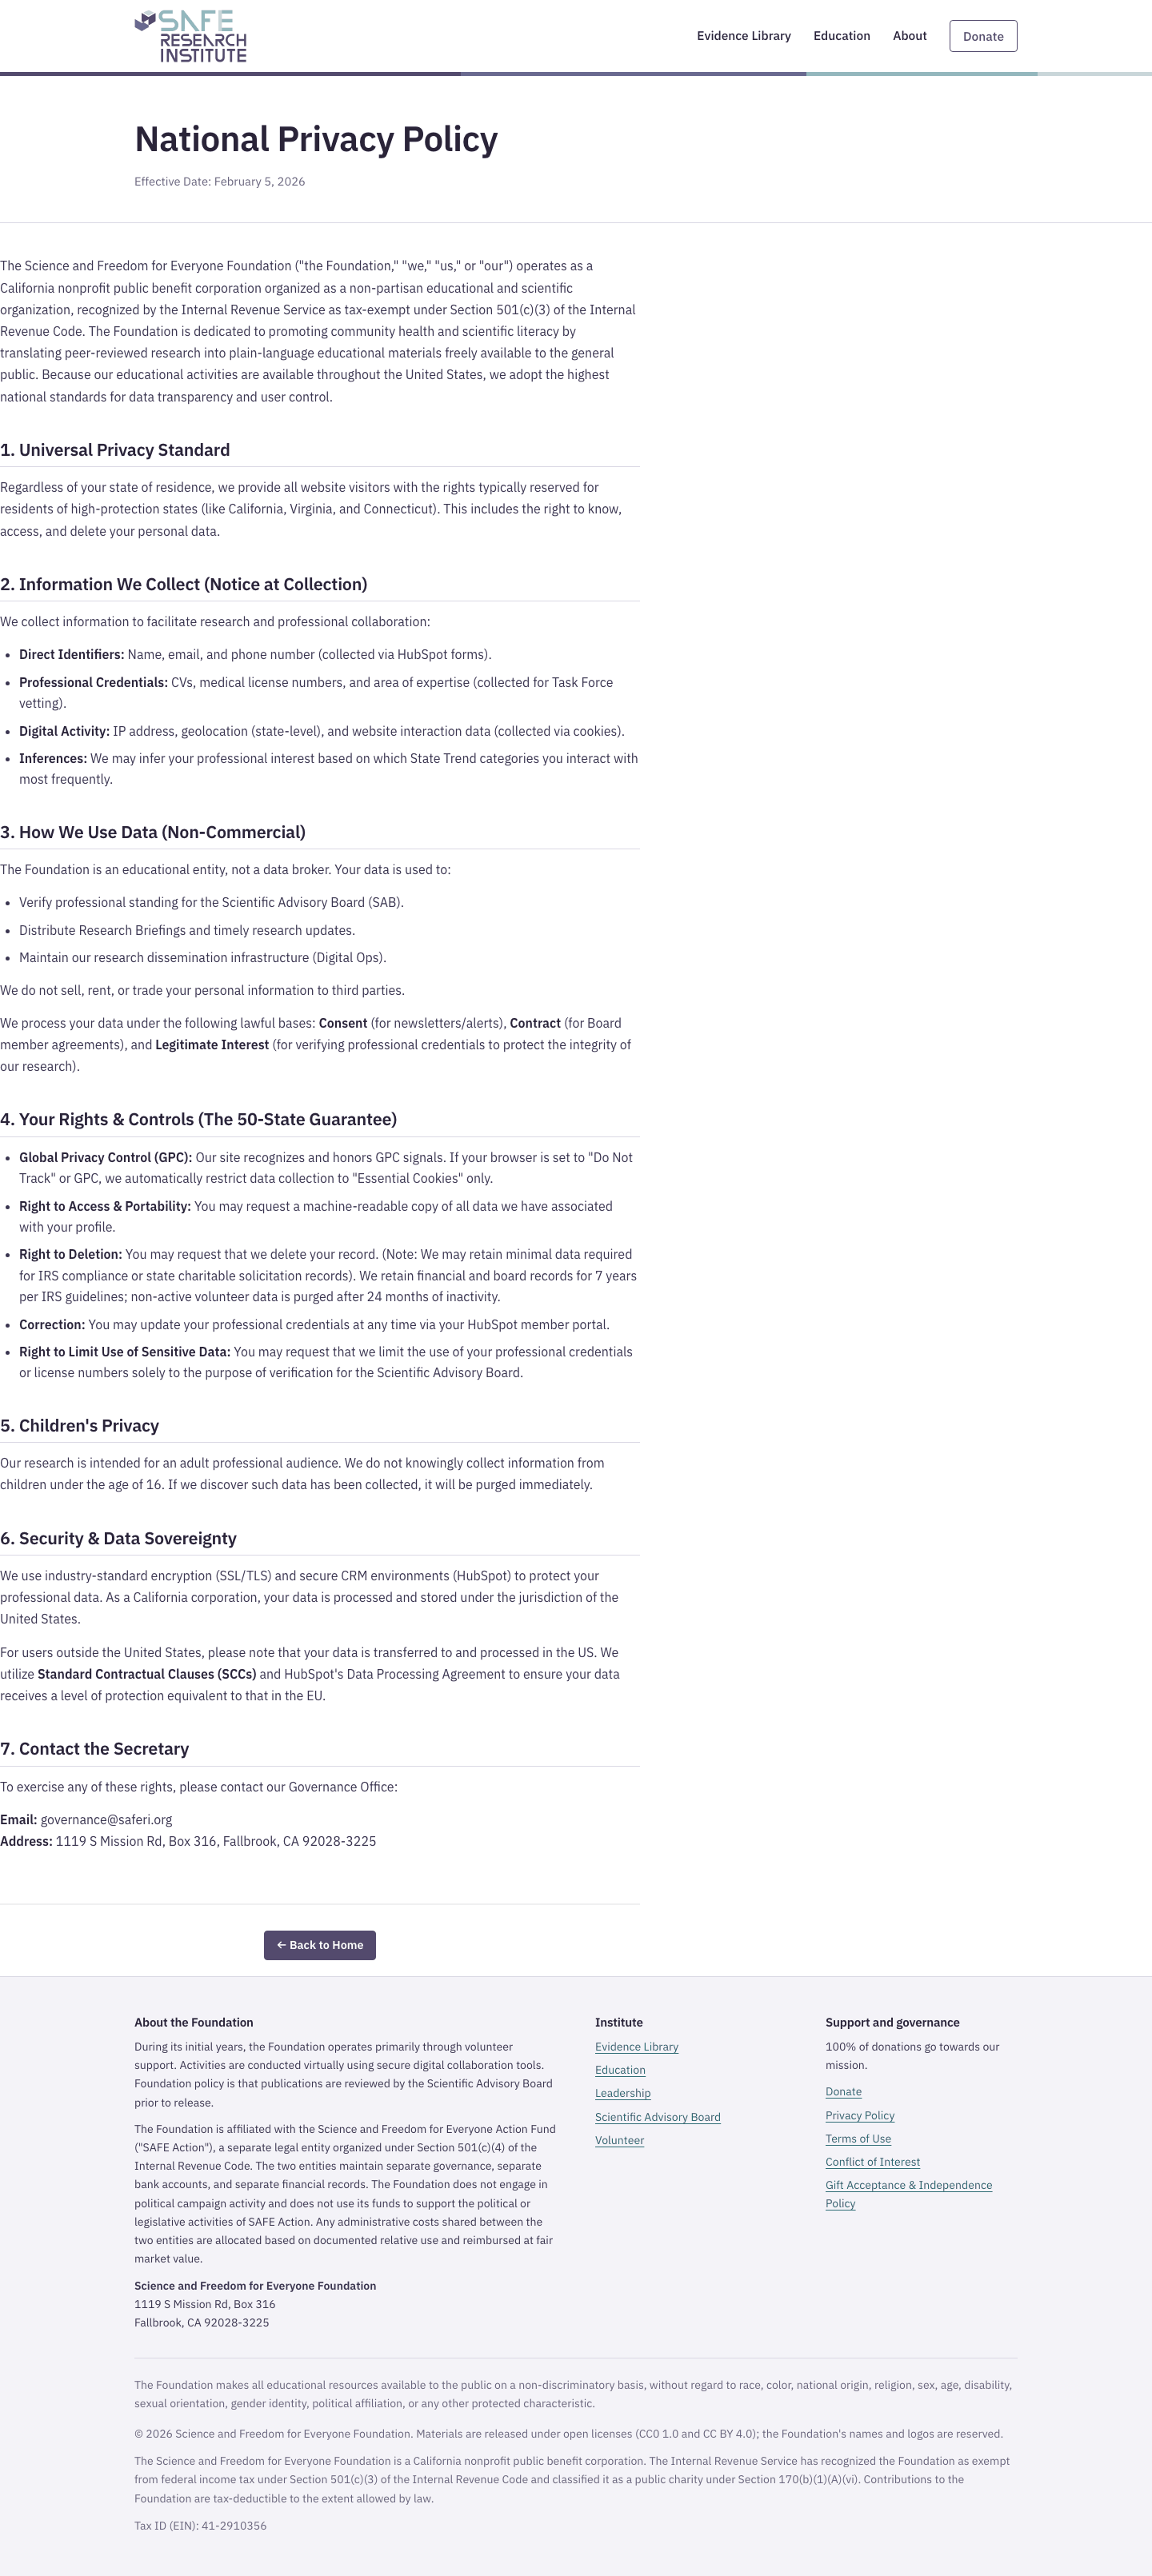 SAFE
RESEARCH
INSTITUTE
Evidence Library
Education
About
Donate
National Privacy Policy
Effective Date: February 5, 2026
The Science and Freedom for Everyone Foundation ("the Foundation," "we," "us," or "our") operates as a
California nonprofit public benefit corporation organized as a non-partisan educational and scientific
organization, recognized by the Internal Revenue Service as tax-exempt under Section 501(c)(3) of the Internal
Revenue Code. The Foundation is dedicated to promoting community health and scientific literacy by
translating peer-reviewed research into plain-language educational materials freely available to the general
public. Because our educational activities are available throughout the United States, we adopt the highest
national standards for data transparency and user control.
1. Universal Privacy Standard
Regardless of your state of residence, we provide all website visitors with the rights typically reserved for
residents of high-protection states (like California, Virginia, and Connecticut). This includes the right to know,
access, and delete your personal data.
2. Information We Collect (Notice at Collection)
We collect information to facilitate research and professional collaboration:
• Direct Identifiers: Name, email, and phone number (collected via HubSpot forms).
• Professional Credentials: CVs, medical license numbers, and area of expertise (collected for Task Force
vetting).
• Digital Activity: IP address, geolocation (state-level), and website interaction data (collected via cookies).
• Inferences: We may infer your professional interest based on which State Trend categories you interact with
most frequently.
3. How We Use Data (Non-Commercial)
The Foundation is an educational entity, not a data broker. Your data is used to:
• Verify professional standing for the Scientific Advisory Board (SAB).
• Distribute Research Briefings and timely research updates.
• Maintain our research dissemination infrastructure (Digital Ops).
We do not sell, rent, or trade your personal information to third parties.
We process your data under the following lawful bases: Consent (for newsletters/alerts), Contract (for Board
member agreements), and Legitimate Interest (for verifying professional credentials to protect the integrity of
our research).
4. Your Rights & Controls (The 50-State Guarantee)
• Global Privacy Control (GPC): Our site recognizes and honors GPC signals. If your browser is set to "Do Not
Track" or GPC, we automatically restrict data collection to "Essential Cookies" only.
• Right to Access & Portability: You may request a machine-readable copy of all data we have associated
with your profile.
• Right to Deletion: You may request that we delete your record. (Note: We may retain minimal data required
for IRS compliance or state charitable solicitation records). We retain financial and board records for 7 years
per IRS guidelines; non-active volunteer data is purged after 24 months of inactivity.
• Correction: You may update your professional credentials at any time via your HubSpot member portal.
• Right to Limit Use of Sensitive Data: You may request that we limit the use of your professional credentials
or license numbers solely to the purpose of verification for the Scientific Advisory Board.
5. Children's Privacy
Our research is intended for an adult professional audience. We do not knowingly collect information from
children under the age of 16. If we discover such data has been collected, it will be purged immediately.
6. Security & Data Sovereignty
We use industry-standard encryption (SSL/TLS) and secure CRM environments (HubSpot) to protect your
professional data. As a California corporation, your data is processed and stored under the jurisdiction of the
United States.
For users outside the United States, please note that your data is transferred to and processed in the US. We
utilize Standard Contractual Clauses (SCCs) and HubSpot's Data Processing Agreement to ensure your data
receives a level of protection equivalent to that in the EU.
7. Contact the Secretary
To exercise any of these rights, please contact our Governance Office:
Email: governance@saferi.org
Address: 1119 S Mission Rd, Box 316, Fallbrook, CA 92028-3225
← Back to Home
About the Foundation
During its initial years, the Foundation operates primarily through volunteer
support. Activities are conducted virtually using secure digital collaboration tools.
Foundation policy is that publications are reviewed by the Scientific Advisory Board
prior to release.
The Foundation is affiliated with the Science and Freedom for Everyone Action Fund
("SAFE Action"), a separate legal entity organized under Section 501(c)(4) of the
Internal Revenue Code. The two entities maintain separate governance, separate
bank accounts, and separate financial records. The Foundation does not engage in
political campaign activity and does not use its funds to support the political or
legislative activities of SAFE Action. Any administrative costs shared between the
two entities are allocated based on documented relative use and reimbursed at fair
market value.
Science and Freedom for Everyone Foundation
1119 S Mission Rd, Box 316
Fallbrook, CA 92028-3225
Institute
Evidence Library
Education
Leadership
Scientific Advisory Board
Volunteer
Support and governance
100% of donations go towards our
mission.
Donate
Privacy Policy
Terms of Use
Conflict of Interest
Gift Acceptance & Independence
Policy
The Foundation makes all educational resources available to the public on a non-discriminatory basis, without regard to race, color, national origin, religion, sex, age, disability,
sexual orientation, gender identity, political affiliation, or any other protected characteristic.
© 2026 Science and Freedom for Everyone Foundation. Materials are released under open licenses (CC0 1.0 and CC BY 4.0); the Foundation's names and logos are reserved.
The Science and Freedom for Everyone Foundation is a California nonprofit public benefit corporation. The Internal Revenue Service has recognized the Foundation as exempt
from federal income tax under Section 501(c)(3) of the Internal Revenue Code and classified it as a public charity under Section 170(b)(1)(A)(vi). Contributions to the
Foundation are tax-deductible to the extent allowed by law.
Tax ID (EIN): 41-2910356